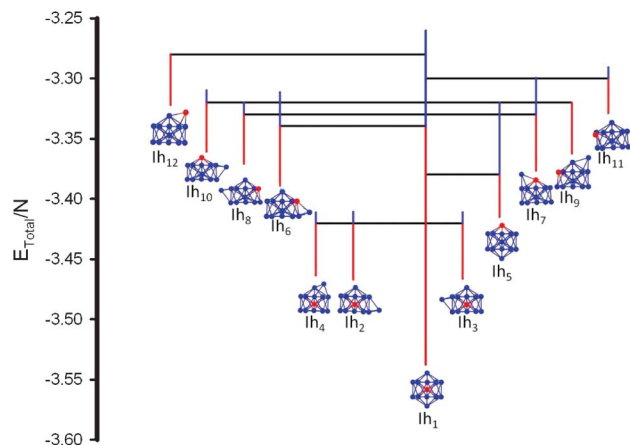 -3.25
-3.30
-3.35
-3.40
-3.45
-3.50
-3.55
-3.60
E_Total/N
Ih₁₂
Ih₁₀
Ih₈
Ih₆
Ih₄
Ih₂
Ih₁
Ih₃
Ih₅
Ih₇
Ih₉
Ih₁₁